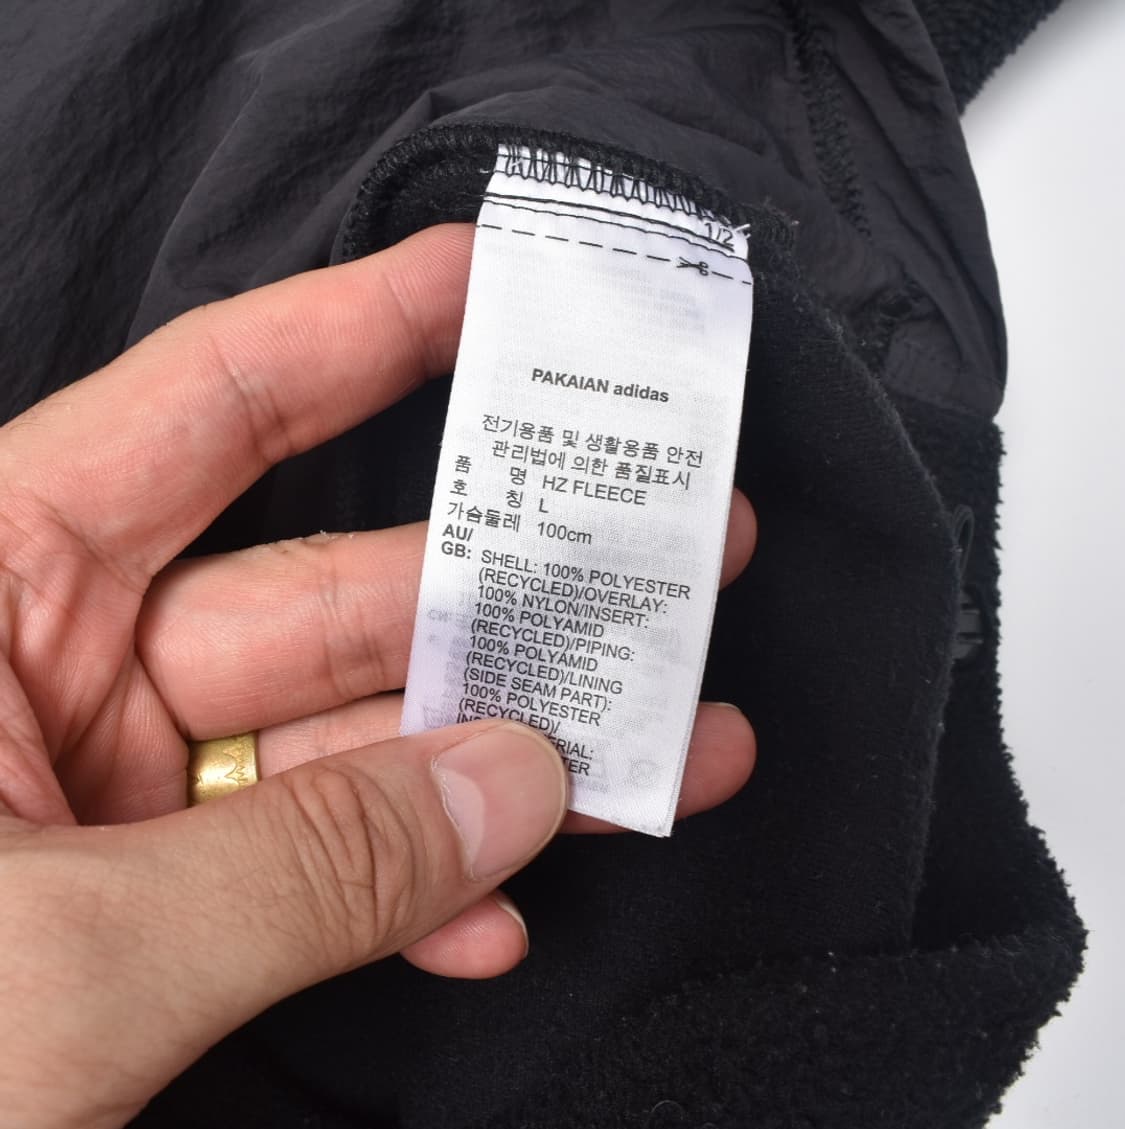 1/2
PAKAIAN adidas
전기용품 및 생활용품 안전
관리법에 의한 품질표시
품 명 HZ FLEECE
호 칭 L
가슴둘레 100cm
AU/
GB: SHELL: 100% POLYESTER
(RECYCLED)/OVERLAY:
100% NYLON/INSERT:
100% POLYAMID
(RECYCLED)/PIPING:
100% POLYAMID
(RECYCLED)/LINING
(SIDE SEAM PART):
100% POLYESTER
(RECYCLED)/